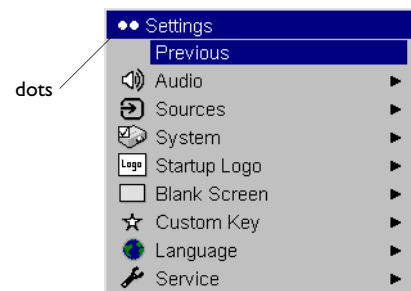 Settings
Previous
dots
Audio
Sources
System
Logo Startup Logo
Blank Screen
Custom Key
Language
Service